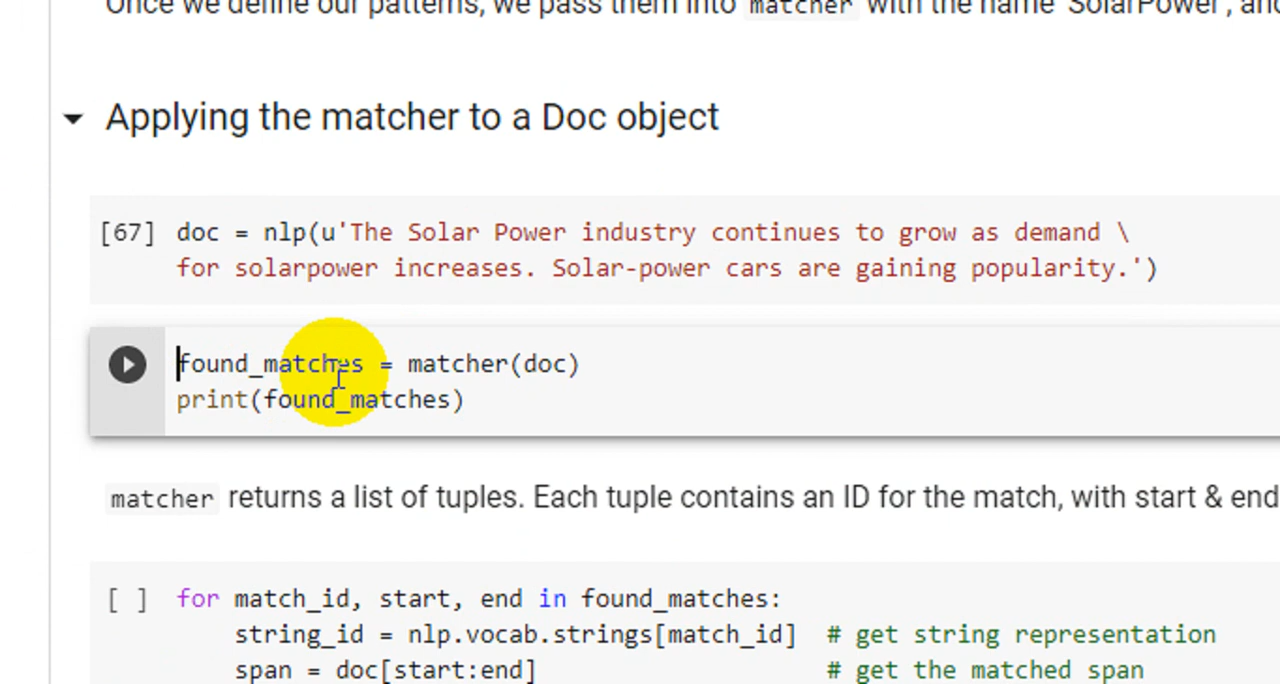 Once we define our patterns, we pass them into matcher with the name 'SolarPower', and
Applying the matcher to a Doc object
[67] doc = nlp(u'The Solar Power industry continues to grow as demand \
for solarpower increases. Solar-power cars are gaining popularity.')
found_matches = matcher(doc)
print(found_matches)
matcher returns a list of tuples. Each tuple contains an ID for the match, with start & end
[ ] for match_id, start, end in found_matches:
string_id = nlp.vocab.strings[match_id] # get string representation
span = doc[start:end] # get the matched span